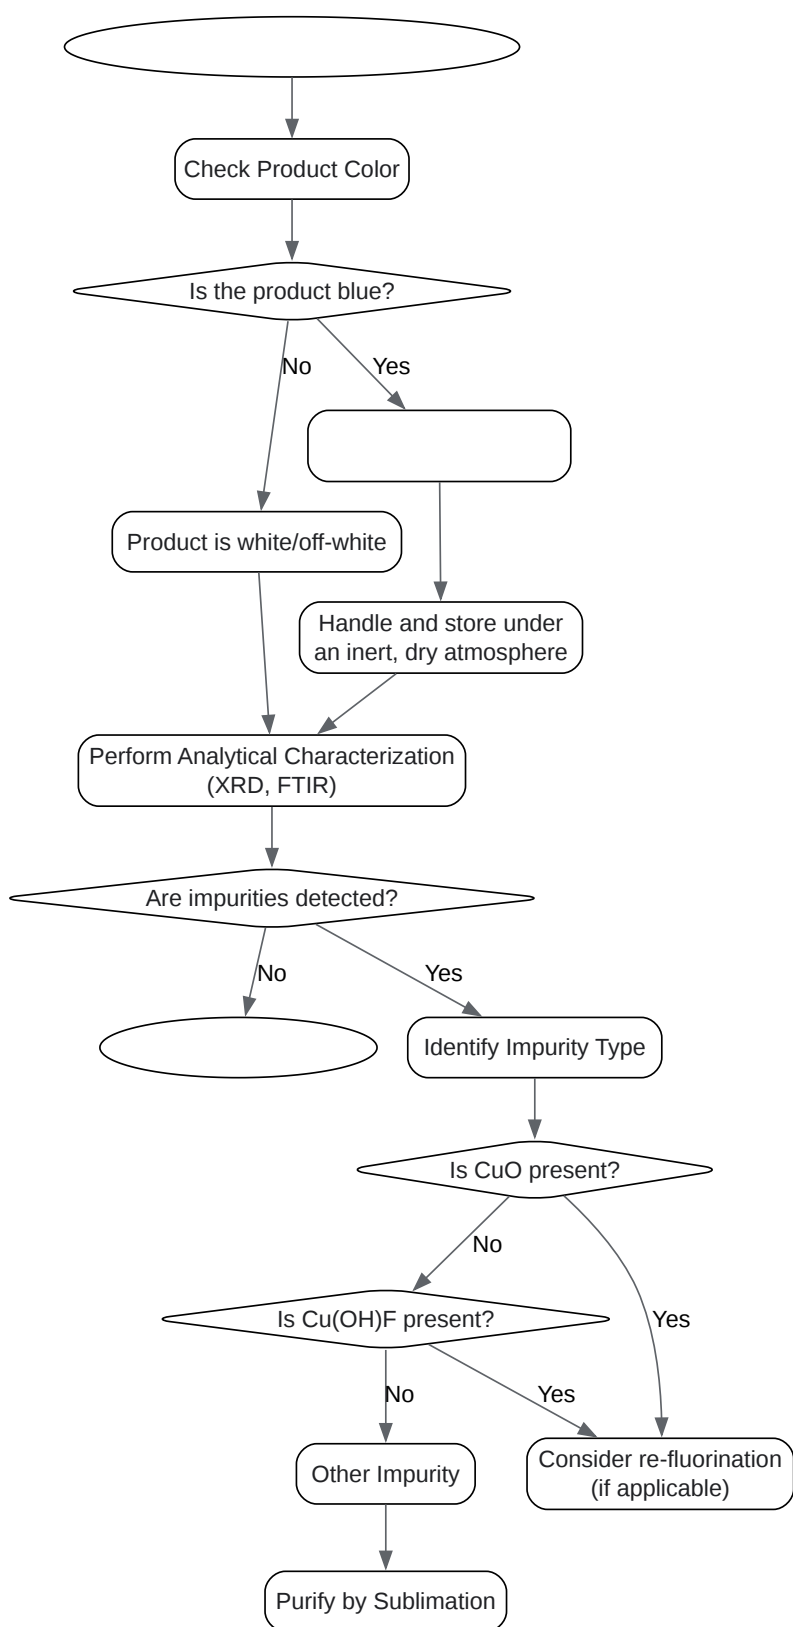 Check Product Color
Is the product blue?
No
Yes
Product is white/off-white
Handle and store under
an inert, dry atmosphere
Perform Analytical Characterization
(XRD, FTIR)
Are impurities detected?
No
Yes
Identify Impurity Type
Is CuO present?
No
Is Cu(OH)F present?
Yes
No
Yes
Consider re-fluorination
(if applicable)
Other Impurity
Purify by Sublimation